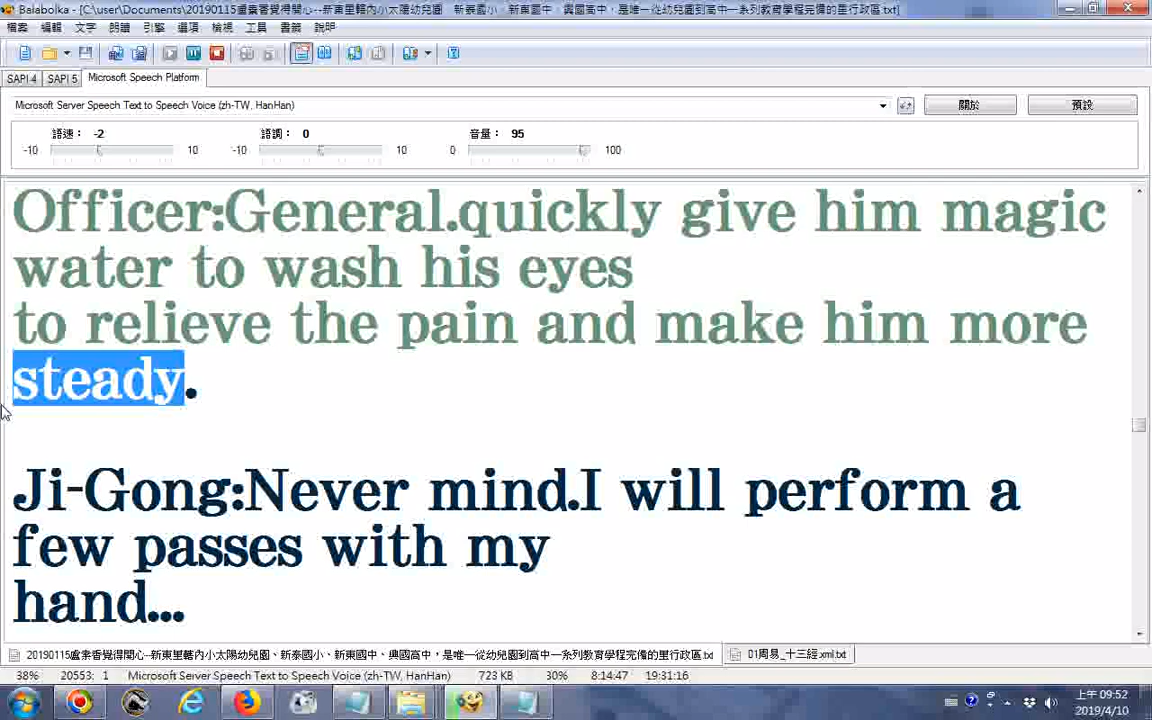 Balabolka - [C:\user\Documents\20190115盧素香覺得開心--新東里轄內小太陽幼兒園、新泰國小、新東國中、興國高中，是唯一從幼兒園到高中一系列教育學程完備的里行政區.txt]
檔案 編輯 文字 朗讀 引擎 選項 檢視 工具 書籤 說明
SAPI 4 SAPI 5 Microsoft Speech Platform
Microsoft Server Speech Text to Speech Voice (zh-TW, HanHan) 關於 預設
語速： -2 語調： 0 音量： 95
-10 10 -10 10 0 100
Officer:General.quickly give him magic
water to wash his eyes
to relieve the pain and make him more
steady.
Ji-Gong:Never mind.I will perform a
few passes with my
hand...
20190115盧素香覺得開心--新東里轄內小太陽幼兒園、新泰國小、新東國中、興國高中，是唯一從幼兒園到高中一系列教育學程完備的里行政區.txt 01周易_十三經.xml.txt
38% 20553: 1 Microsoft Server Speech Text to Speech Voice (zh-TW, HanHan) 723 KB 30% 8:14:47 19:31:16
上午 09:52
2019/4/10